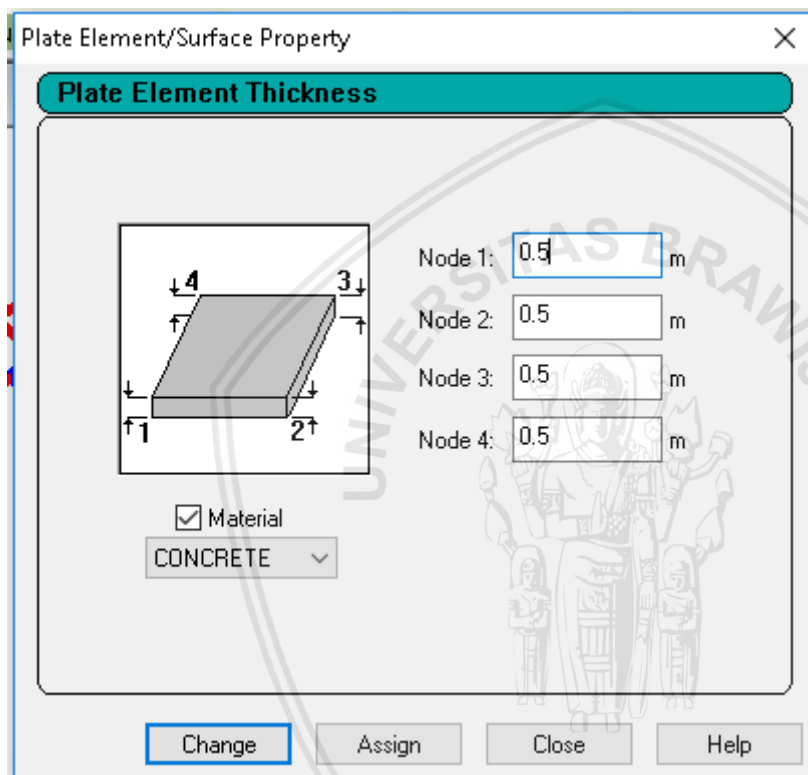 Plate Element/Surface Property
Plate Element Thickness
4
3
1
2
Node 1: 0.5 m
Node 2: 0.5 m
Node 3: 0.5 m
Node 4: 0.5 m
Material
CONCRETE
Change Assign Close Help
UNIVERSITAS BRAWIS